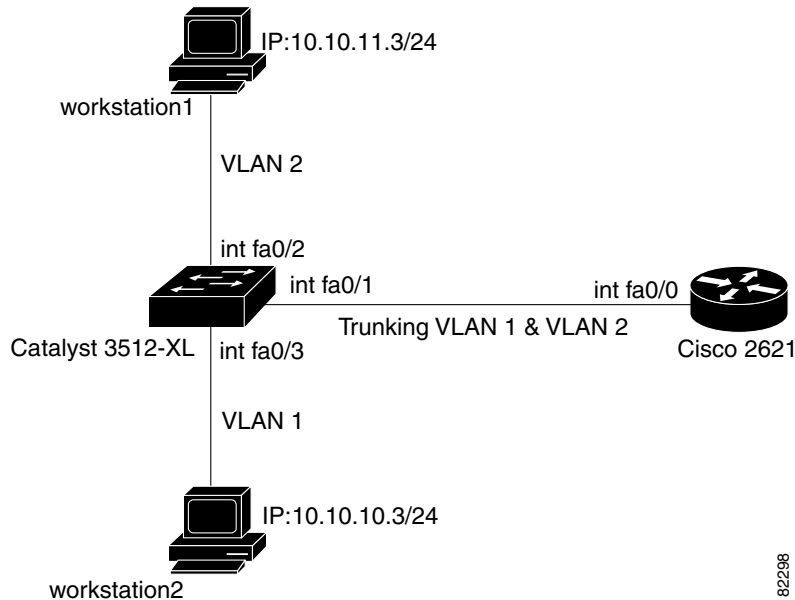 IP:10.10.11.3/24
workstation1
VLAN 2
int fa0/2
int fa0/1
int fa0/0
Trunking VLAN 1 & VLAN 2
Catalyst 3512-XL
int fa0/3
Cisco 2621
VLAN 1
IP:10.10.10.3/24
workstation2
82298